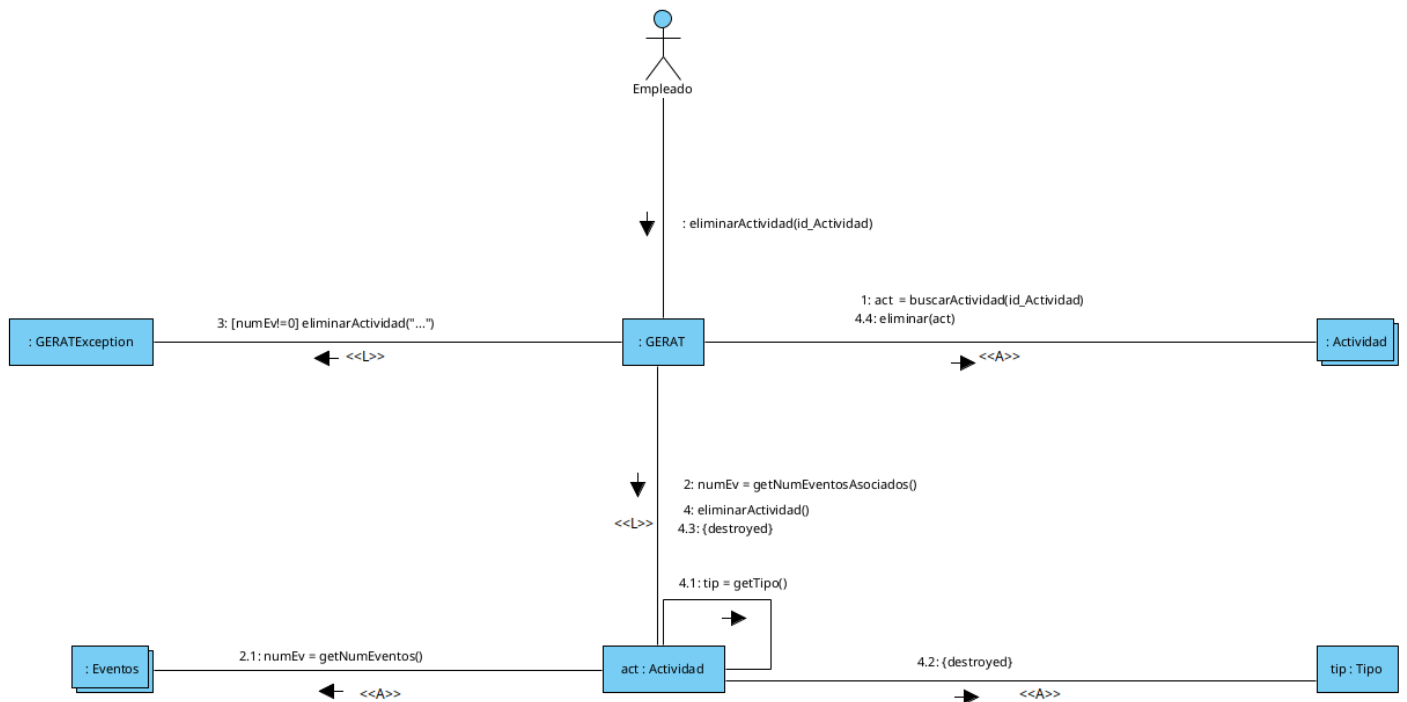 Empleado
: eliminarActividad(id_Actividad)
1: act = buscarActividad(id_Actividad)
4.4: eliminar(act)
3: [numEv!=0] eliminarActividad("...")
: GERATException
: GERAT
: Actividad
<<L>>
<<A>>
2: numEv = getNumEventosAsociados()
4: eliminarActividad()
<<L>>
4.3: {destroyed}
4.1: tip = getTipo()
2.1: numEv = getNumEventos()
4.2: {destroyed}
: Eventos
act : Actividad
tip : Tipo
<<A>>
<<A>>